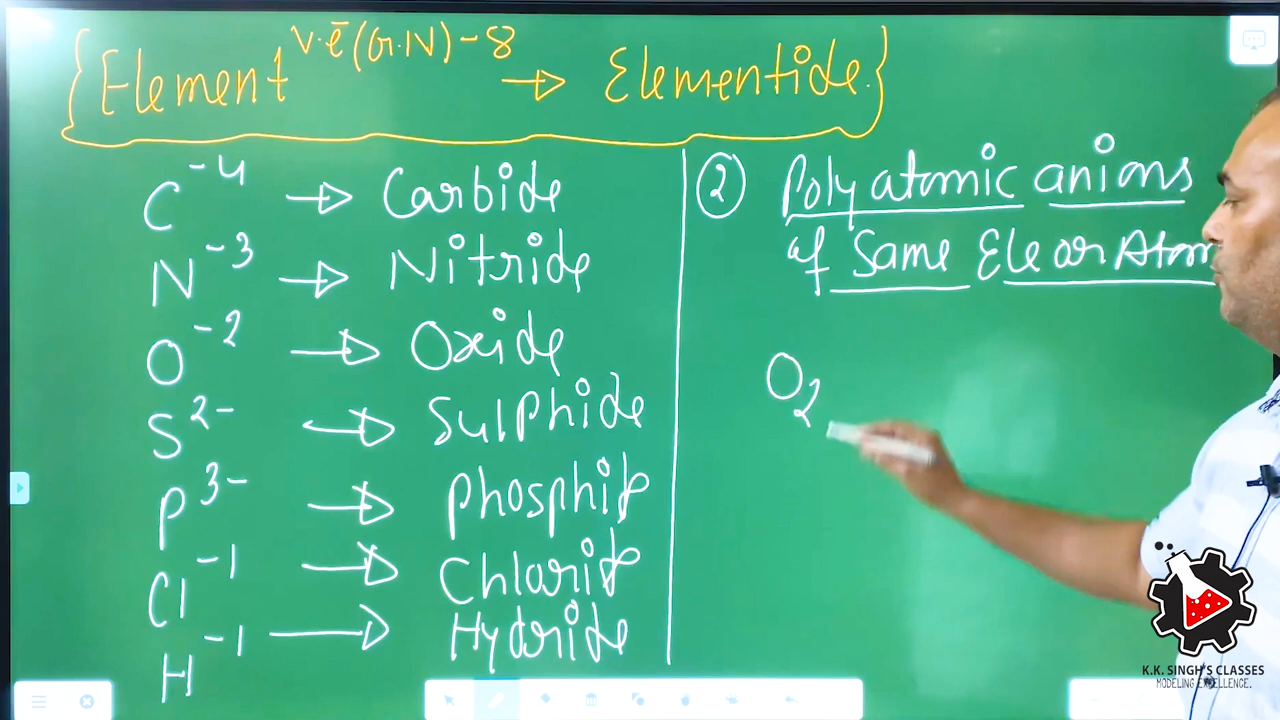 {Element^V.ē(G.N)-8 → Elementide.}
C^-4 → Carbide
N^-3 → Nitride
O^-2 → Oxide
S^2- → Sulphide
P^3- → Phosphide
Cl^-1 → Chloride
H^-1 → Hydride
② Polyatomic anions
of Same Ele or Atom
O₂
K.K. SINGH'S CLASSES
MODELING EXCELLENCE.